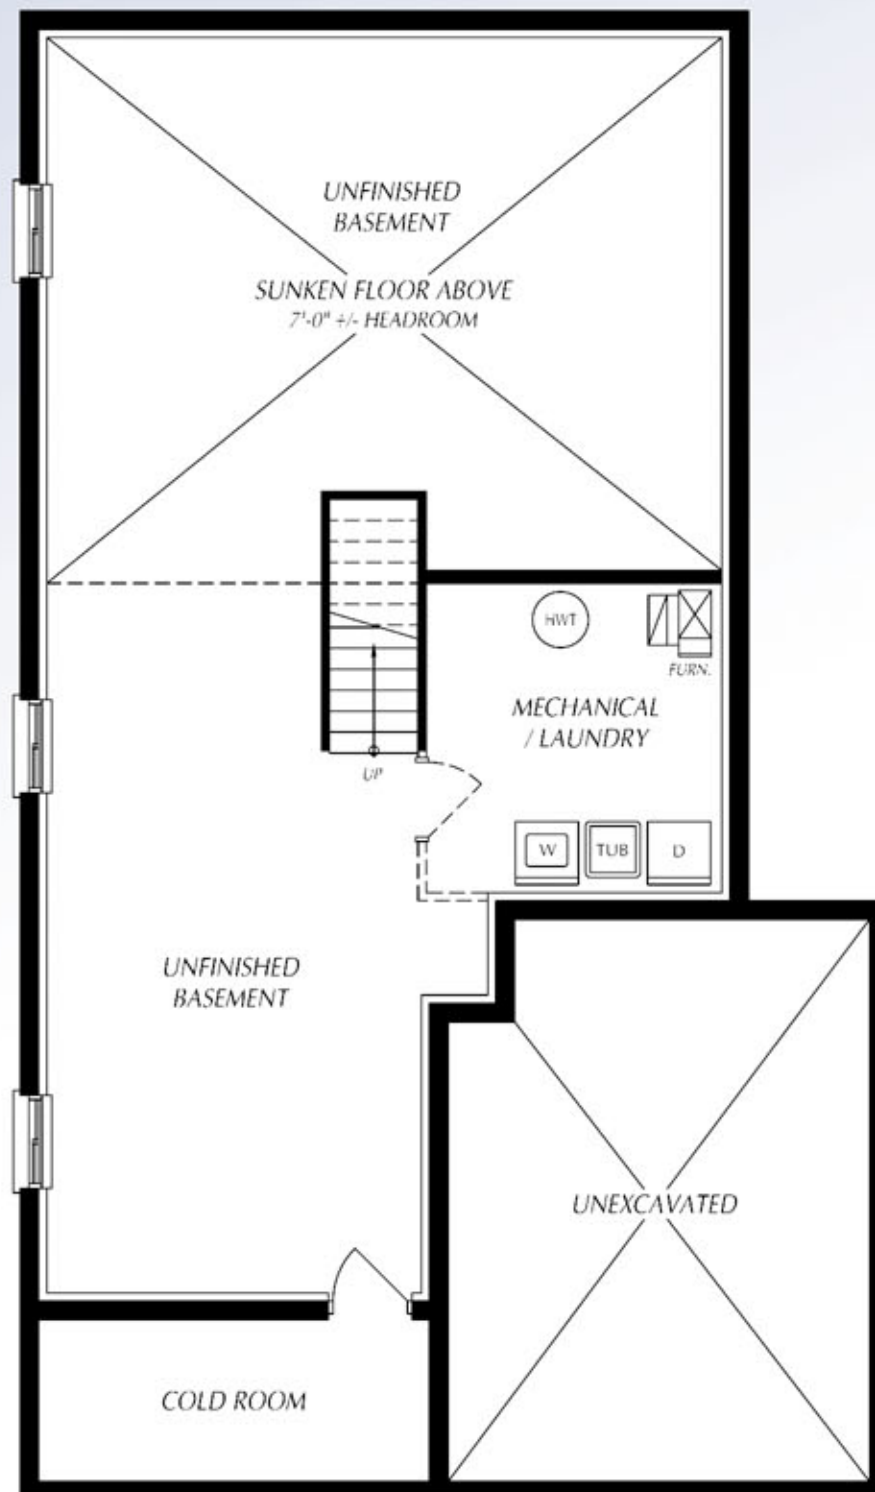 UNFINISHED
BASEMENT
SUNKEN FLOOR ABOVE
7'-0" +/- HEADROOM
HWT
FURN.
MECHANICAL
/ LAUNDRY
UP
W
TUB
D
UNFINISHED
BASEMENT
UNEXCAVATED
COLD ROOM